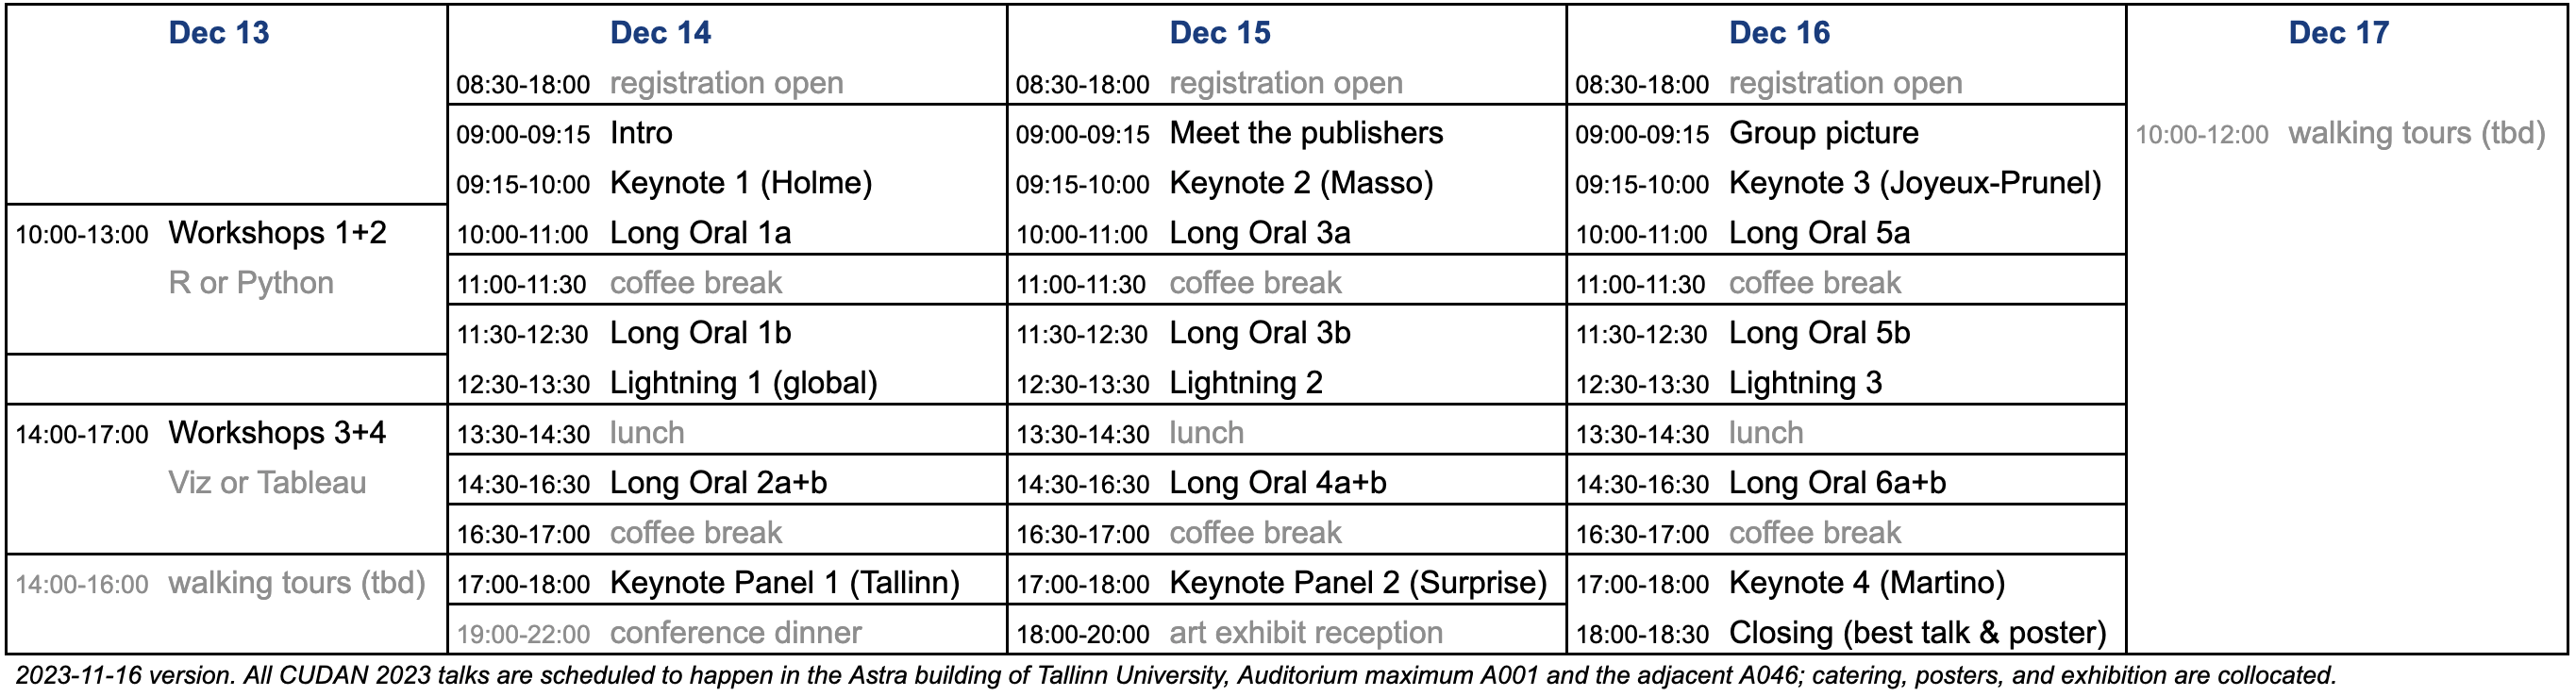 Dec 13
10:00-13:00 Workshops 1+2
R or Python
14:00-17:00 Workshops 3+4
Viz or Tableau
14:00-16:00 walking tours (tbd)
Dec 14
08:30-18:00 registration open
09:00-09:15 Intro
09:15-10:00 Keynote 1 (Holme)
10:00-11:00 Long Oral 1a
11:00-11:30 coffee break
11:30-12:30 Long Oral 1b
12:30-13:30 Lightning 1 (global)
13:30-14:30 lunch
14:30-16:30 Long Oral 2a+b
16:30-17:00 coffee break
17:00-18:00 Keynote Panel 1 (Tallinn)
19:00-22:00 conference dinner
Dec 15
08:30-18:00 registration open
09:00-09:15 Meet the publishers
09:15-10:00 Keynote 2 (Masso)
10:00-11:00 Long Oral 3a
11:00-11:30 coffee break
11:30-12:30 Long Oral 3b
12:30-13:30 Lightning 2
13:30-14:30 lunch
14:30-16:30 Long Oral 4a+b
16:30-17:00 coffee break
17:00-18:00 Keynote Panel 2 (Surprise)
18:00-20:00 art exhibit reception
Dec 16
08:30-18:00 registration open
09:00-09:15 Group picture
09:15-10:00 Keynote 3 (Joyeux-Prunel)
10:00-11:00 Long Oral 5a
11:00-11:30 coffee break
11:30-12:30 Long Oral 5b
12:30-13:30 Lightning 3
13:30-14:30 lunch
14:30-16:30 Long Oral 6a+b
16:30-17:00 coffee break
17:00-18:00 Keynote 4 (Martino)
18:00-18:30 Closing (best talk & poster)
Dec 17
10:00-12:00 walking tours (tbd)
2023-11-16 version. All CUDAN 2023 talks are scheduled to happen in the Astra building of Tallinn University, Auditorium maximum A001 and the adjacent A046; catering, posters, and exhibition are collocated.